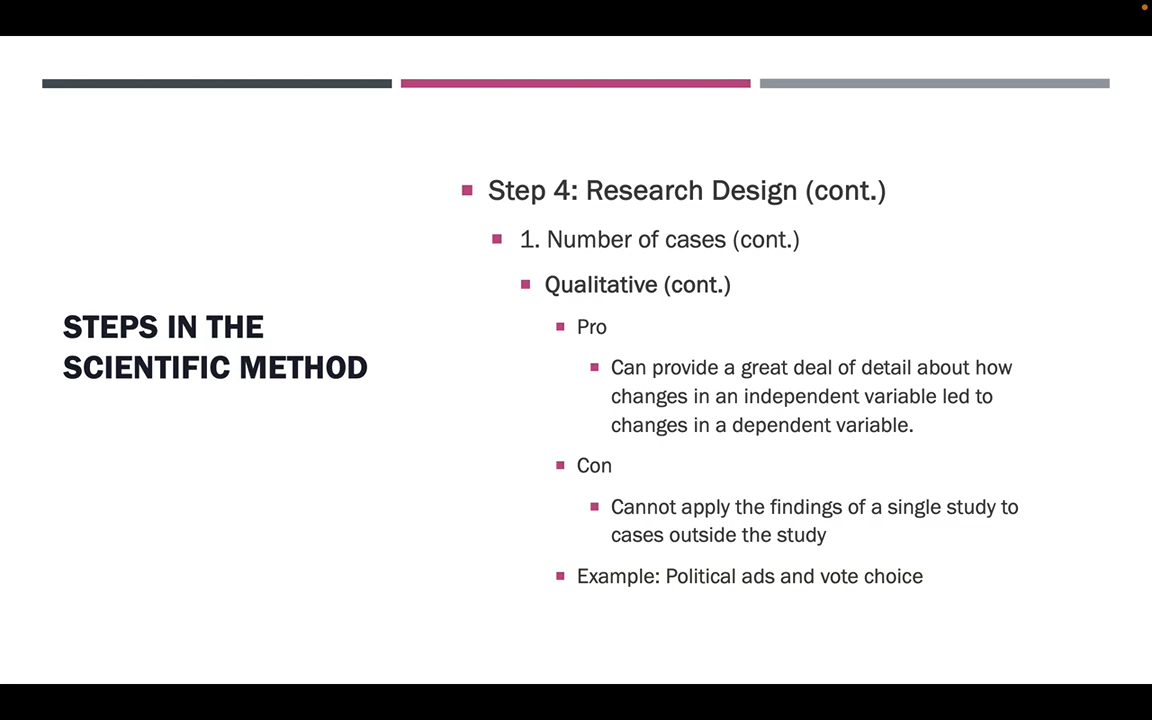 Step 4: Research Design (cont.)
1. Number of cases (cont.)
Qualitative (cont.)
Pro
Can provide a great deal of detail about how
changes in an independent variable led to
changes in a dependent variable.
Con
Cannot apply the findings of a single study to
cases outside the study
Example: Political ads and vote choice
STEPS IN THE
SCIENTIFIC METHOD